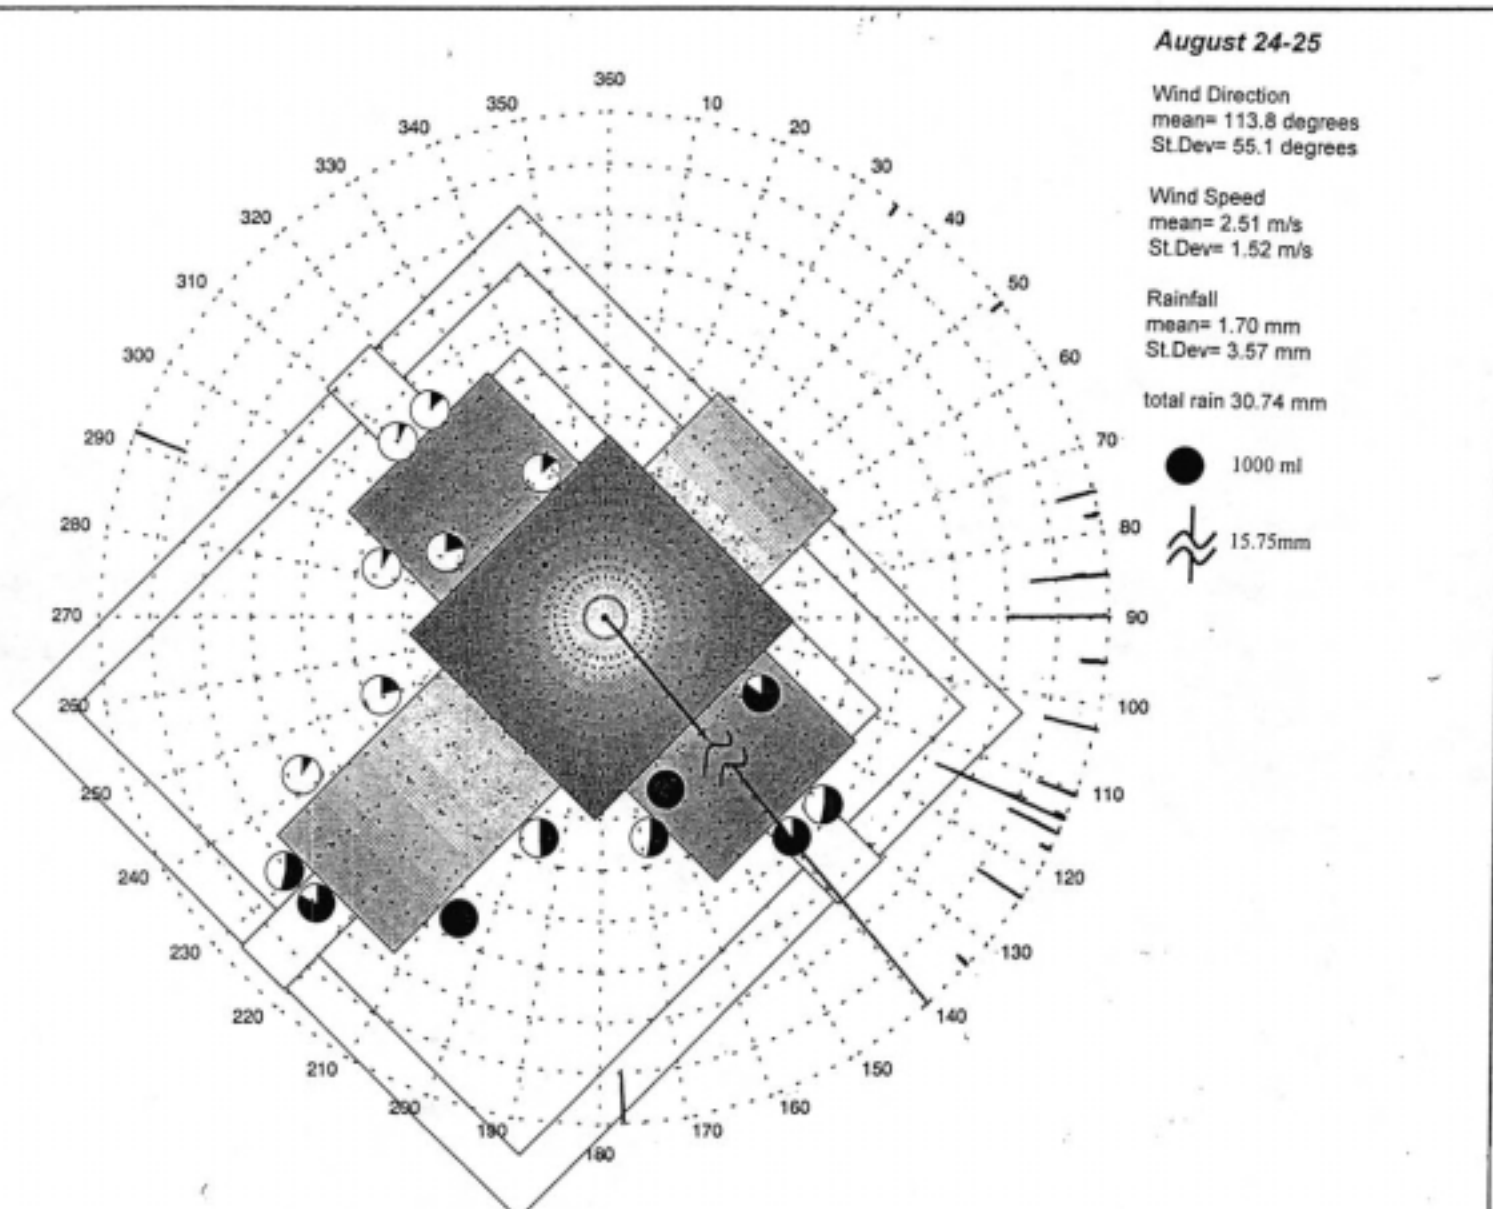 August 24-25
Wind Direction
mean= 113.8 degrees
St.Dev= 55.1 degrees
Wind Speed
mean= 2.51 m/s
St.Dev= 1.52 m/s
Rainfall
mean= 1.70 mm
St.Dev= 3.57 mm
total rain 30.74 mm
1000 ml
15.75mm
360
10
20
30
40
50
60
70
80
90
100
110
120
130
140
150
160
170
180
190
200
210
220
230
240
250
260
270
280
290
300
310
320
330
340
350